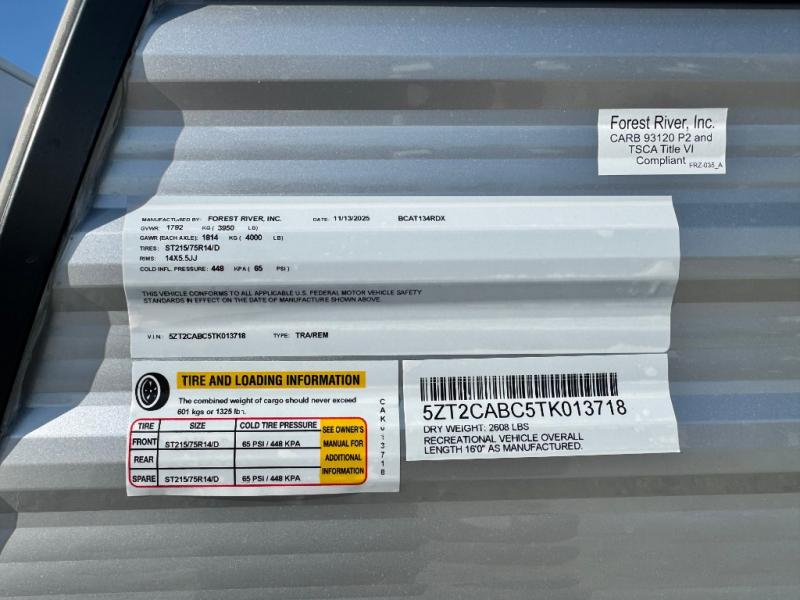 Forest River, Inc.
CARB 93120 P2 and
TSCA Title VI
Compliant FRZ-035_A
MANUFACTURED BY: FOREST RIVER, INC. DATE: 11/13/2025 BCAT134RDX
GVWR: 1792 KG ( 3950 LB)
GAWR (EACH AXLE): 1814 KG ( 4000 LB)
TIRES: ST215/75R14/D
RIMS: 14X5.5JJ
COLD INFL. PRESSURE: 448 KPA ( 65 PSI )
THIS VEHICLE CONFORMS TO ALL APPLICABLE U.S. FEDERAL MOTOR VEHICLE SAFETY
STANDARDS IN EFFECT ON THE DATE OF MANUFACTURE SHOWN ABOVE.
V.I.N.: 5ZT2CABC5TK013718 TYPE: TRA/REM
TIRE AND LOADING INFORMATION
The combined weight of cargo should never exceed
601 kgs or 1325 lbs.
TIRE SIZE COLD TIRE PRESSURE SEE OWNER'S
FRONT ST215/75R14/D 65 PSI / 448 KPA MANUAL FOR
REAR ADDITIONAL
SPARE ST215/75R14/D 65 PSI / 448 KPA INFORMATION
CAK013718
5ZT2CABC5TK013718
DRY WEIGHT: 2608 LBS
RECREATIONAL VEHICLE OVERALL
LENGTH 16'0" AS MANUFACTURED.